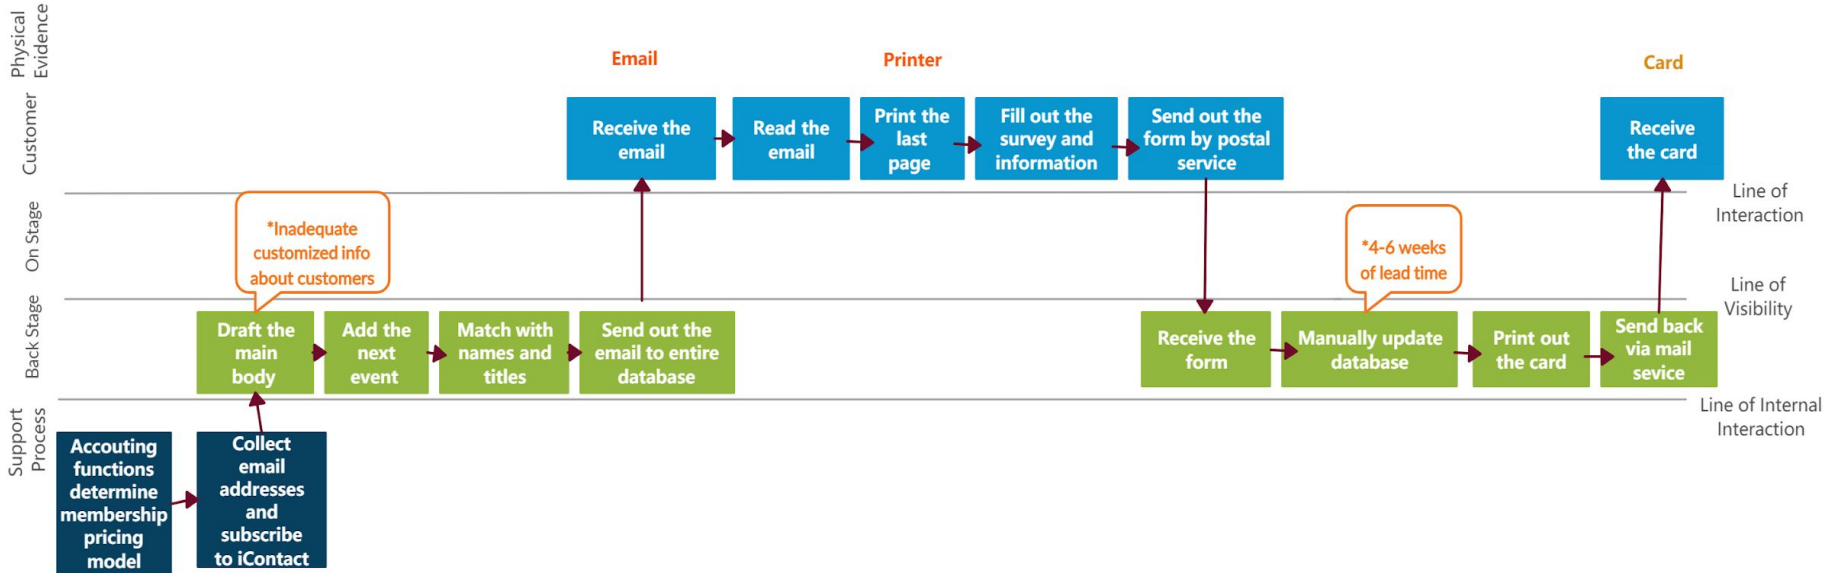 Physical
Evidence
Email
Printer
Card
Customer
Receive the
email
Read the
email
Print the
last
page
Fill out the
survey and
information
Send out the
form by postal
service
Receive
the card
Line of
Interaction
On Stage
*Inadequate
customized info
about customers
*4-6 weeks
of lead time
Line of
Visibility
Back Stage
Draft the
main
body
Add the
next
event
Match with
names and
titles
Send out the
email to entire
database
Receive the
form
Manually update
database
Print out
the card
Send back
via mail
sevice
Line of Internal
Interaction
Support
Process
Accouting
functions
determine
membership
pricing
model
Collect
email
addresses
and
subscribe
to iContact